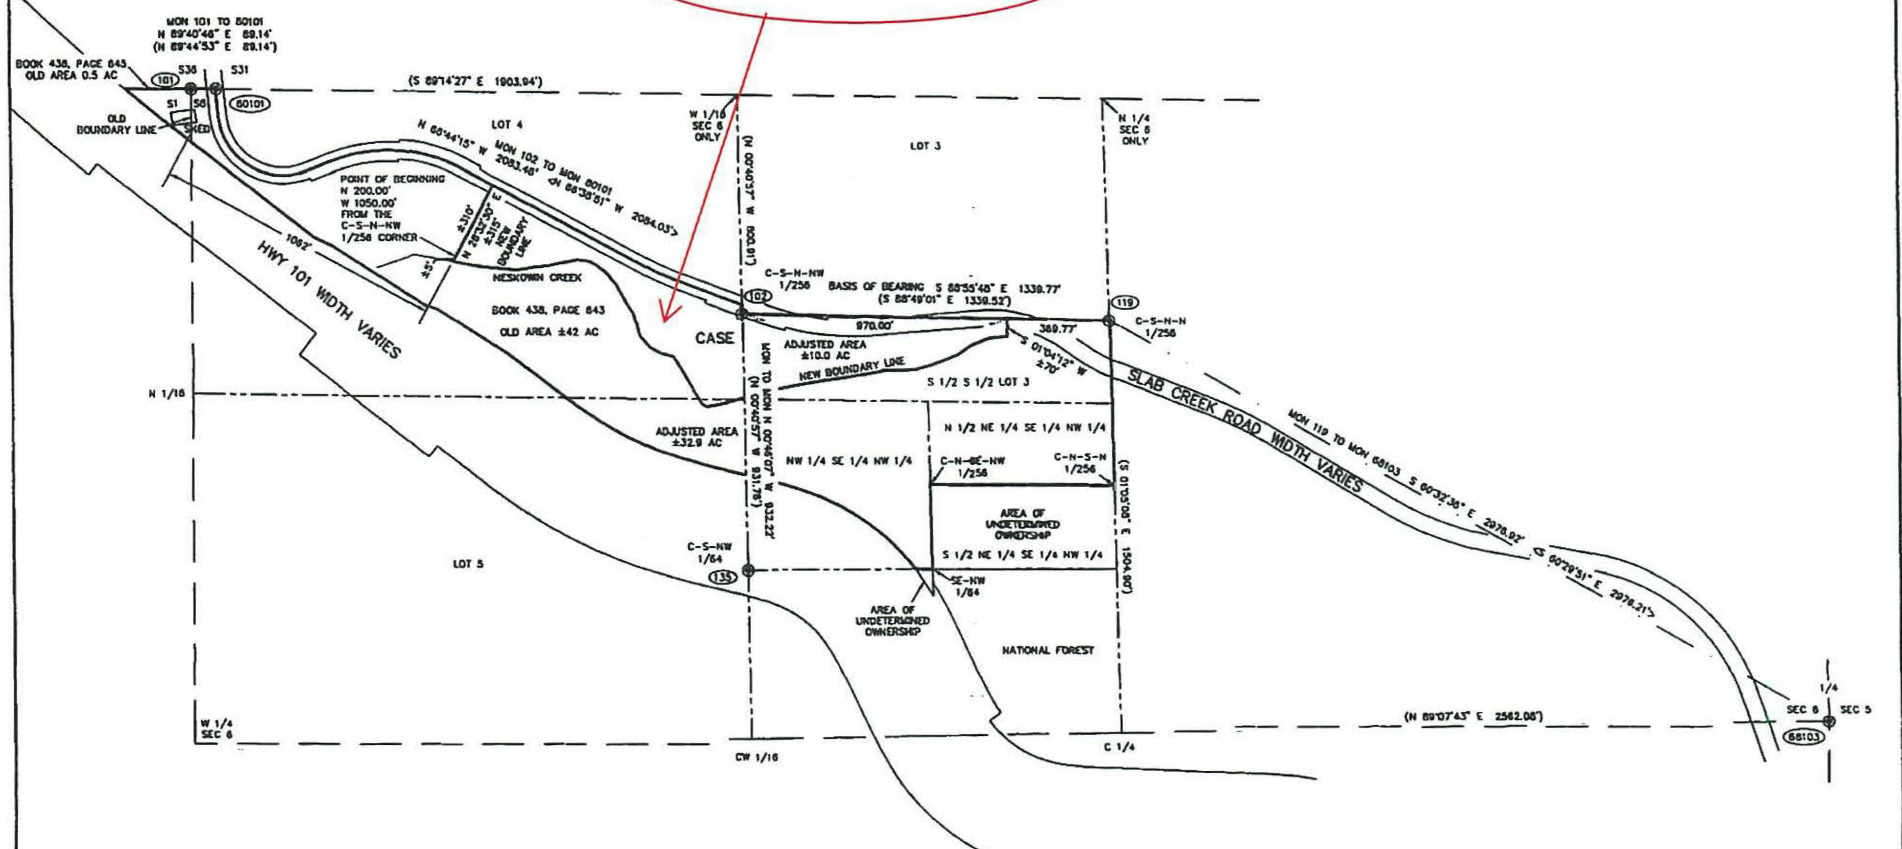 MON 101 TO 60101
N 89°40'46" E 89.14'
(N 89°44'53" E 89.14')
BOOK 438, PAGE 643
OLD AREA 0.5 AC
101
S36
S31
S1
S6
60101
OLD
BOUNDARY LINE
SHED
(S 89°14'27" E 1903.94')
LOT 4
W 1/16
SEC 6
ONLY
N 1/4
SEC 6
ONLY
LOT 3
MON 102 TO MON 60101
N 68°44'15" W 2083.48' <N 68°38'51" W 2084.03'>
(N 00°40'57" W 800.91')
POINT OF BEGINNING
N 200.00'
W 1050.00'
FROM THE
C-S-N-NW
1/256 CORNER
±310'
N 28°32'30" E
±315'
NEW
BOUNDARY
LINE
±5'
1062'
HWY 101 WIDTH VARIES
NESKOWIN CREEK
BOOK 438, PAGE 643
OLD AREA ±42 AC
C-S-N-NW
1/256
102
BASIS OF BEARING S 88°55'48" E 1339.77'
(S 88°49'01" E 1339.52')
119
C-S-N-N
1/256
CASE
970.00'
369.77'
ADJUSTED AREA
±10.0 AC
NEW BOUNDARY LINE
S 01°04'12" W
±70'
S 1/2 S 1/2 LOT 3
SLAB CREEK ROAD WIDTH VARIES
N 1/16
MON TO MON N 00°46'07" W 932.22'
(N 00°40'57" W 931.78')
ADJUSTED AREA
±32.9 AC
N 1/2 NE 1/4 SE 1/4 NW 1/4
NW 1/4 SE 1/4 NW 1/4
C-N-SE-NW
1/256
C-N-S-N
1/256
MON 119 TO MON 68103 S 60°32'36" E 2976.92' <S 60°29'51" E 2976.21'>
(S 01°05'08" E 1504.90')
AREA OF
UNDETERMINED
OWNERSHIP
S 1/2 NE 1/4 SE 1/4 NW 1/4
C-S-NW
1/64
135
LOT 5
SE-NW
1/64
AREA OF
UNDETERMINED
OWNERSHIP
NATIONAL FOREST
W 1/4
SEC 6
CW 1/16
C 1/4
(N 89°07'43" E 2562.08')
1/4
SEC 6
SEC 5
68103